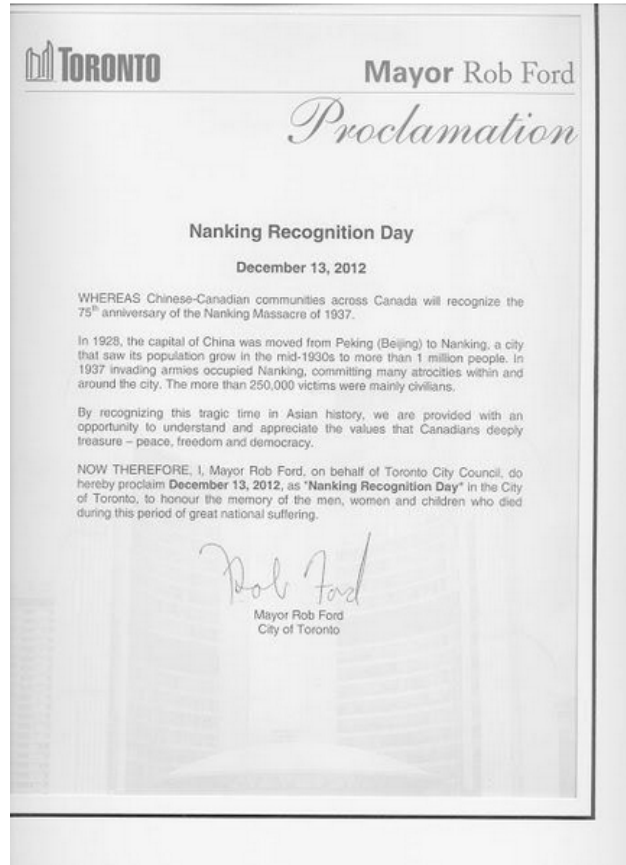 TORONTO
Mayor Rob Ford
Proclamation
Nanking Recognition Day
December 13, 2012
WHEREAS Chinese-Canadian communities across Canada will recognize the
75th anniversary of the Nanking Massacre of 1937.
In 1928, the capital of China was moved from Peking (Beijing) to Nanking, a city
that saw its population grow in the mid-1930s to more than 1 million people. In
1937 invading armies occupied Nanking, committing many atrocities within and
around the city. The more than 250,000 victims were mainly civilians.
By recognizing this tragic time in Asian history, we are provided with an
opportunity to understand and appreciate the values that Canadians deeply
treasure – peace, freedom and democracy.
NOW THEREFORE, I, Mayor Rob Ford, on behalf of Toronto City Council, do
hereby proclaim December 13, 2012, as "Nanking Recognition Day" in the City
of Toronto, to honour the memory of the men, women and children who died
during this period of great national suffering.
Rob Ford
Mayor Rob Ford
City of Toronto